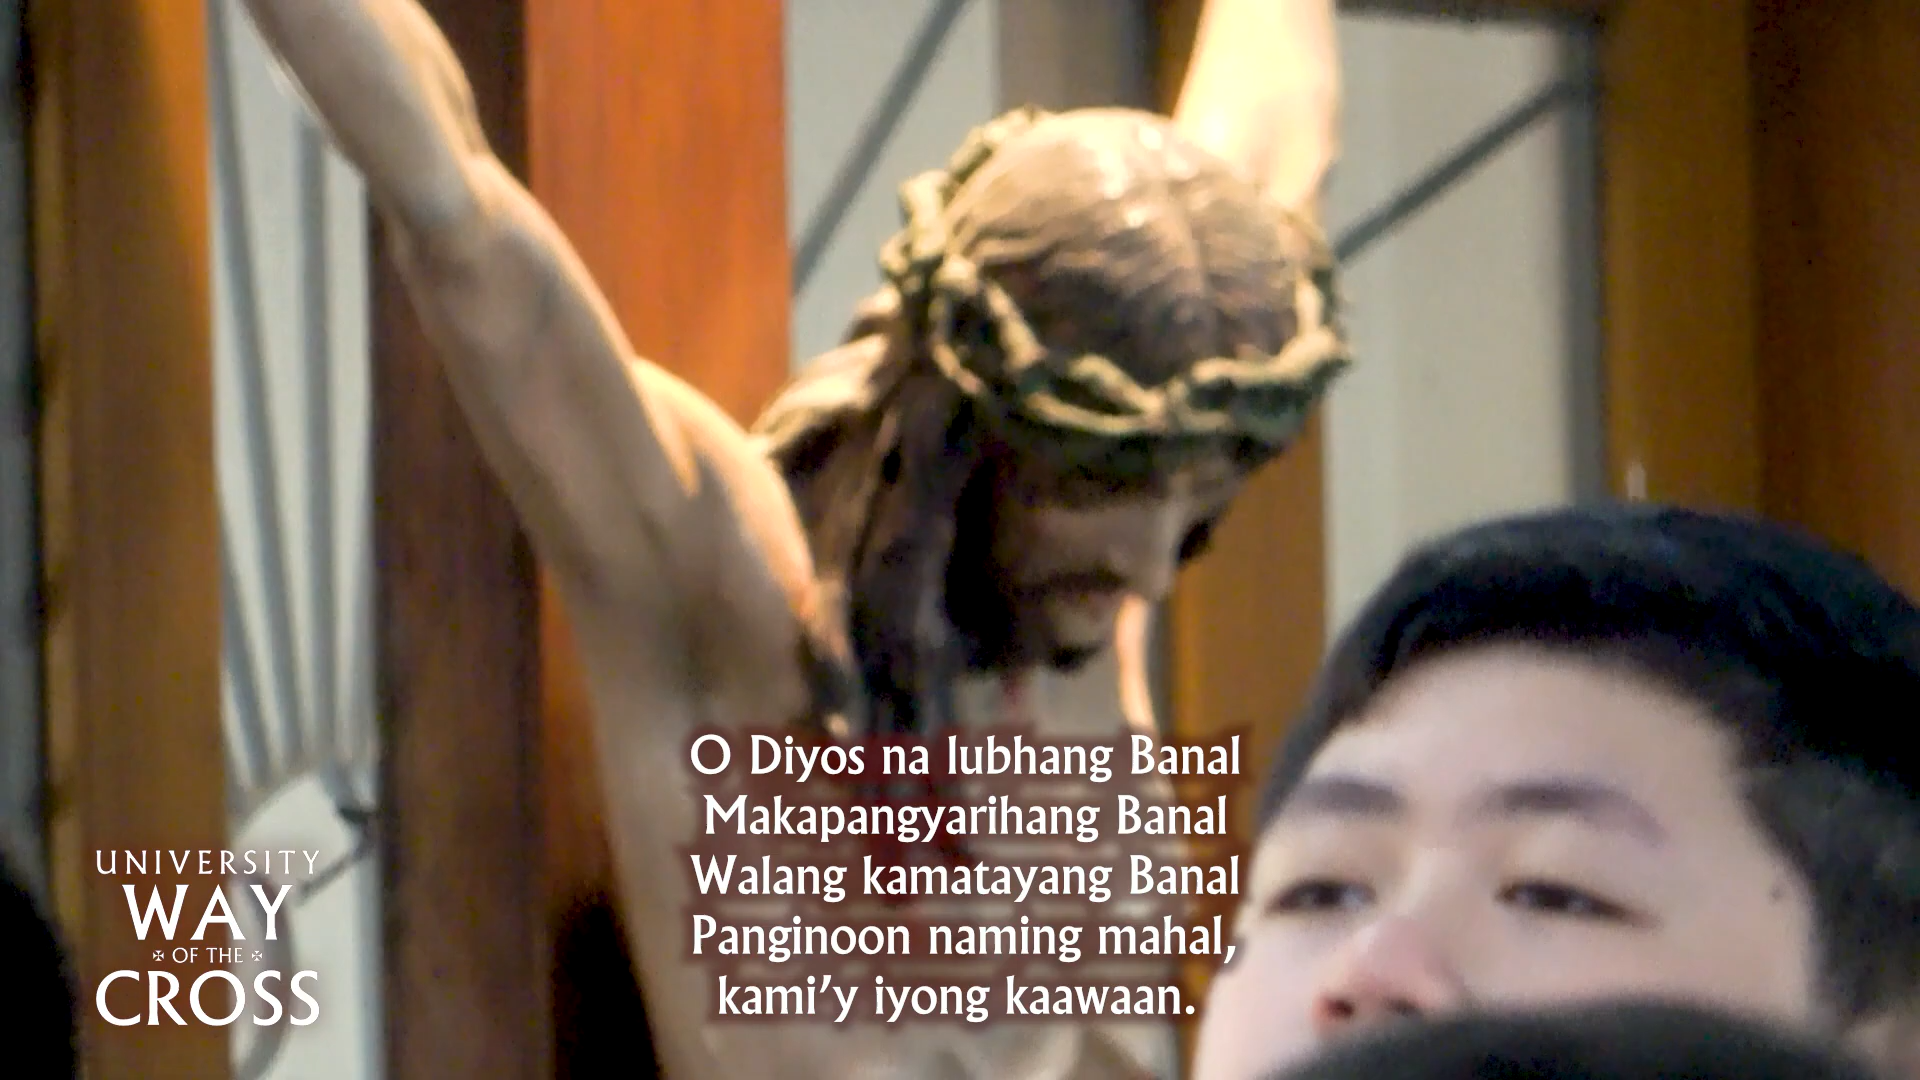 O Diyos na lubhang Banal
Makapangyarihang Banal
Walang kamatayang Banal
Panginoon naming mahal,
kami’y iyong kaawaan.
UNIVERSITY
WAY
OF THE
CROSS